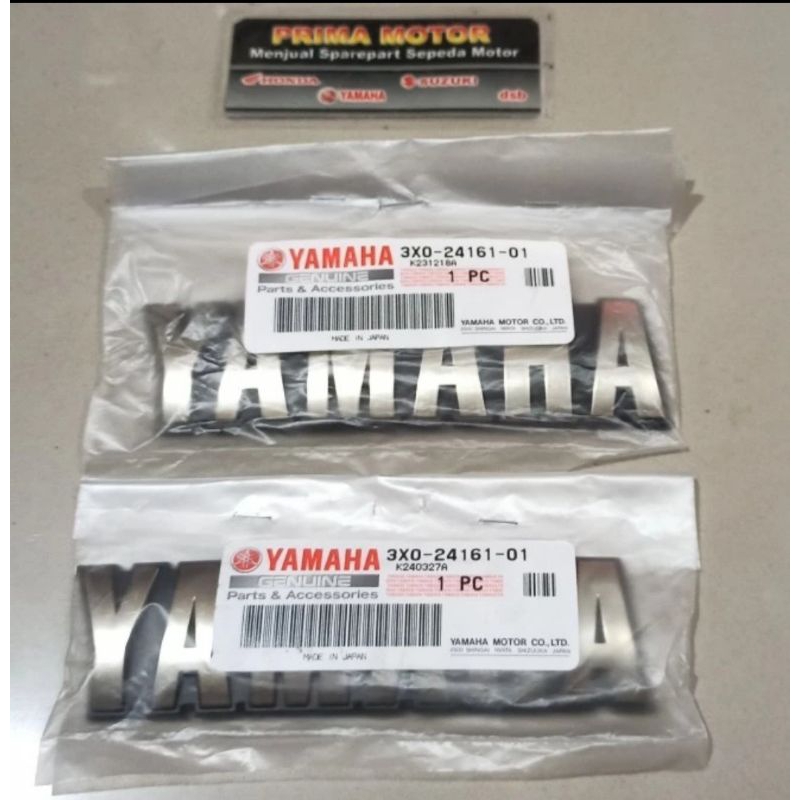 PRIMA MOTOR
Menjual Sparepart Sepeda Motor
HONDA
SUZUKI
YAMAHA
dsb
YAMAHA 3X0-24161-01
K231218A
GENUINE
1 PC
Parts & Accessories
YAMAHA MOTOR CO.,LTD.
MADE IN JAPAN
YAMAHA
YAMAHA 3X0-24161-01
K240327A
GENUINE
1 PC
Parts & Accessories
YAMAHA MOTOR CO.,LTD.
MADE IN JAPAN
YAMAHA